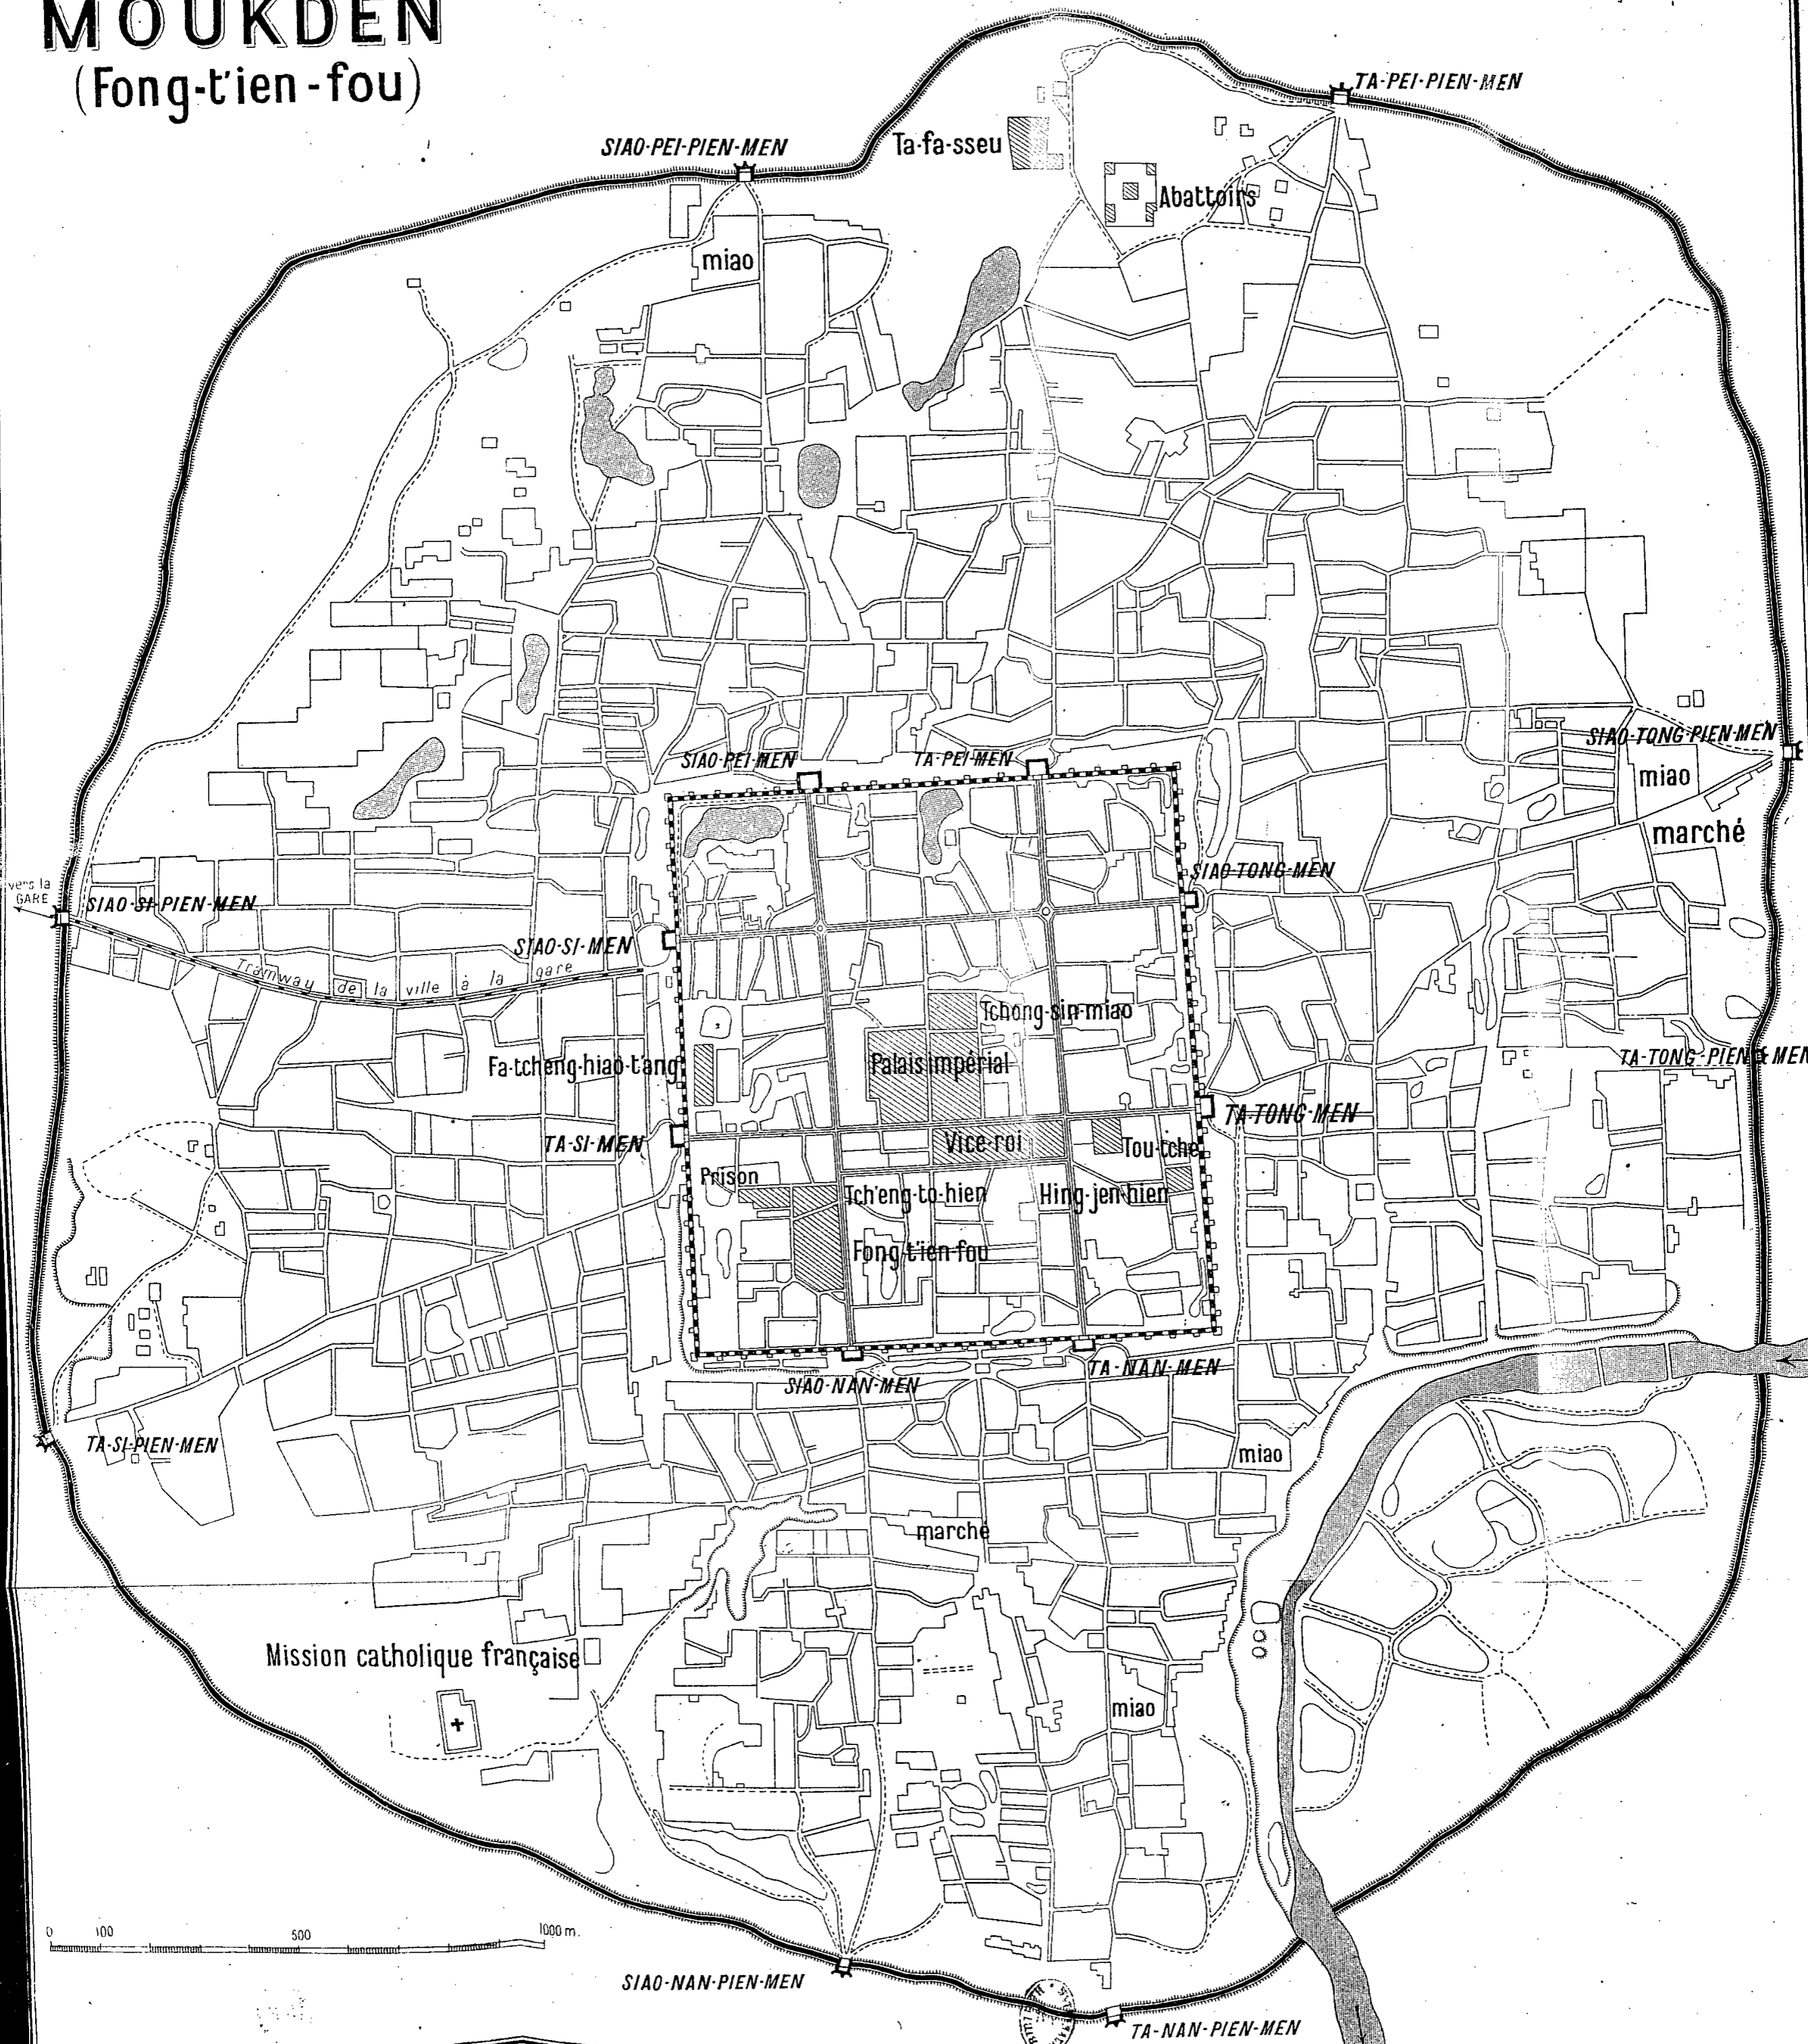 MOUKDEN
(Fong-t'ien-fou)
TA-PEI-PIEN-MEN
SIAO-PEI-PIEN-MEN
Ta-fa-sseu
Abattoirs
miao
SIAO-TONG-PIEN-MEN
SIAO-PEI-MEN
TA-PEI-MEN
miao
marché
SIAO-TONG-MEN
vers la
GARE
SIAO-SI-PIEN-MEN
SIAO-SI-MEN
Tramway de la ville à la gare
Tchong-sin-miao
Fa-tcheng-hiao-t'ang
Palais impérial
TA-TONG-PIEN-MEN
TA-TONG-MEN
TA-SI-MEN
Vice-roi
Tou-tche
Prison
Tch'eng-to-hien
Hing-jen-hien
Fong-t'ien-fou
TA-NAN-MEN
SIAO-NAN-MEN
TA-SI-PIEN-MEN
miao
marché
Mission catholique française
miao
0 100 500 1000 m.
SIAO-NAN-PIEN-MEN
TA-NAN-PIEN-MEN